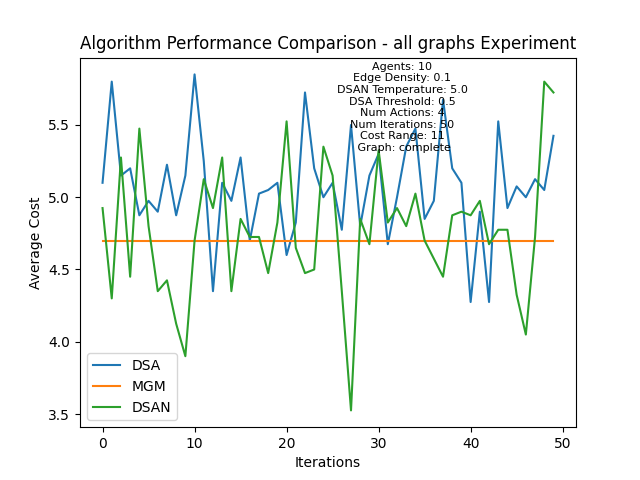 Algorithm Performance Comparison - all graphs Experiment
Agents: 10
Edge Density: 0.1
DSAN Temperature: 5.0
DSA Threshold: 0.5
Num Actions: 4
Num Iterations: 50
Cost Range: 11
Graph: complete
Average Cost
5.5
5.0
4.5
4.0
3.5
DSA
MGM
DSAN
0 10 20 30 40 50
Iterations